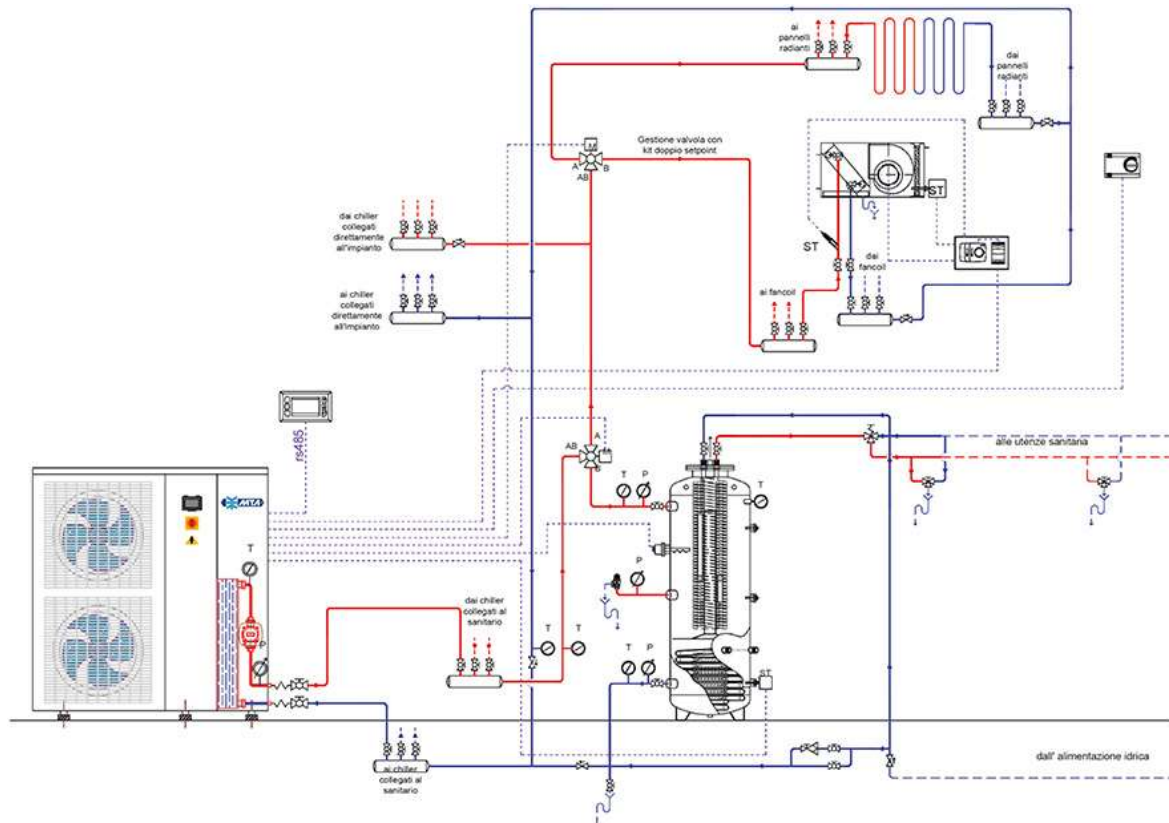 ai
pannelli
radianti
dai
pannelli
radianti
Gestione valvola con
kit doppio setpoint
M
A
B
AB
ST
dai chiller
collegati
direttamente
all'impianto
ST
dai
fancoil
ai chiller
collegati
direttamente
all'impianto
ai fancoil
rs485
A
AB
M
B
alle utenze sanitana
T
P
T
MTA
T
P
P
dai chiller
collegati al
sanitario
T
T
T
P
ST
ai chiller
collegati al
sanitario
dall' alimentazione idrica